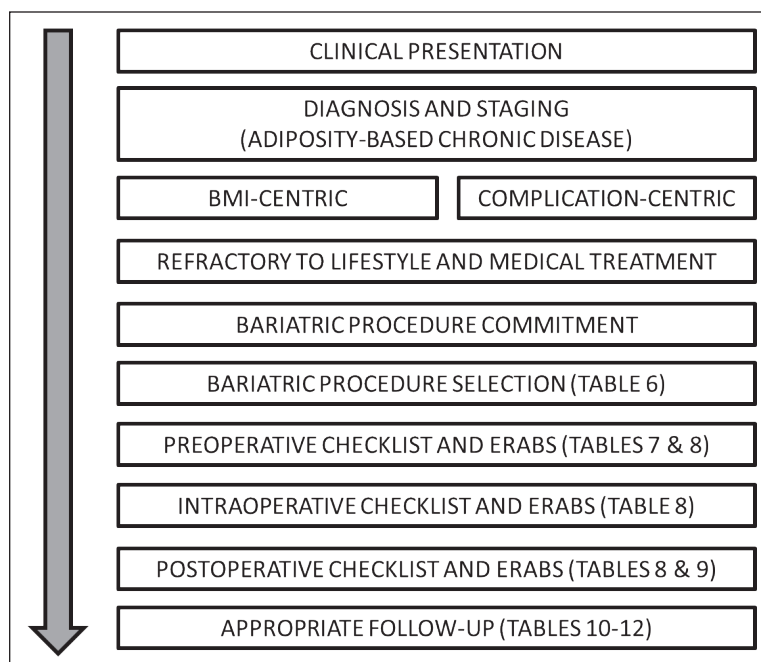 CLINICAL PRESENTATION
DIAGNOSIS AND STAGING
(ADIPOSITY-BASED CHRONIC DISEASE)
BMI-CENTRIC
COMPLICATION-CENTRIC
REFRACTORY TO LIFESTYLE AND MEDICAL TREATMENT
BARIATRIC PROCEDURE COMMITMENT
BARIATRIC PROCEDURE SELECTION (TABLE 6)
PREOPERATIVE CHECKLIST AND ERABS (TABLES 7 & 8)
INTRAOPERATIVE CHECKLIST AND ERABS (TABLE 8)
POSTOPERATIVE CHECKLIST AND ERABS (TABLES 8 & 9)
APPROPRIATE FOLLOW-UP (TABLES 10-12)